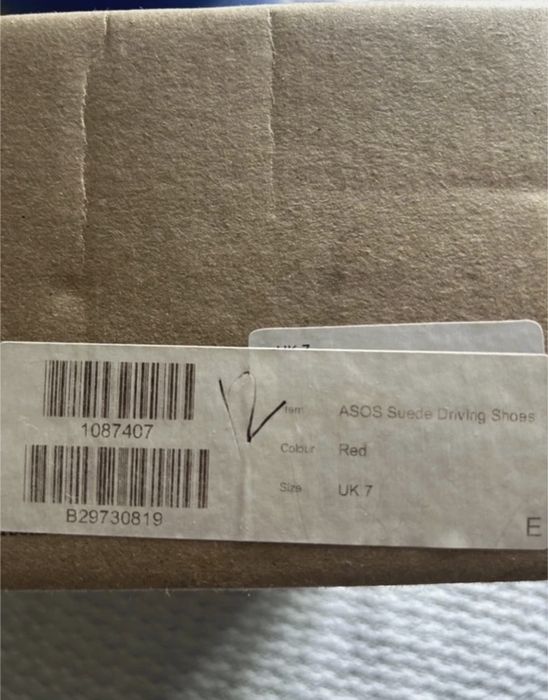 UK 7
1087407
B29730819
Item ASOS Suede Driving Shoes
Colour Red
Size UK 7
E